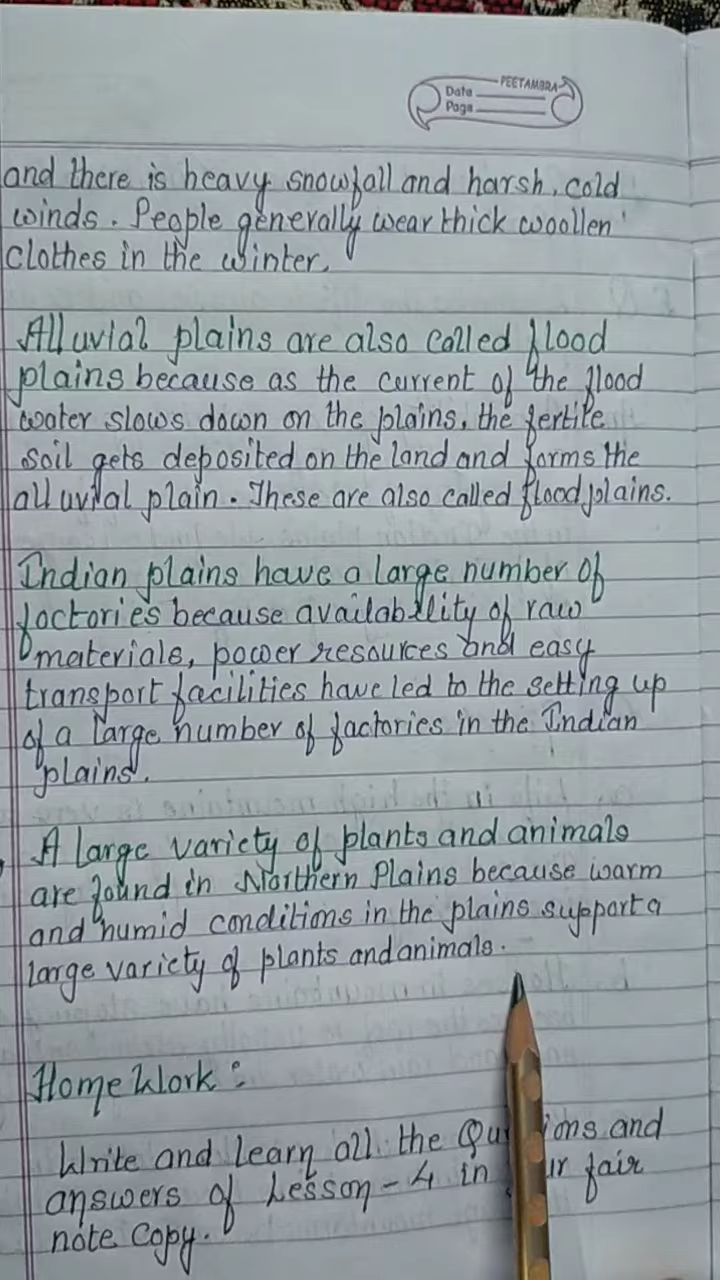 PEETAMBRA
Date
Page
and there is heavy snowfall and harsh, cold
winds. People generally wear thick woollen
clothes in the winter.
Alluvial plains are also called flood
plains because as the current of the flood
water slows down on the plains, the fertile
soil gets deposited on the land and forms the
alluvial plain. These are also called flood plains.
Indian plains have a large number of
factories because availability of raw
materials, power resources and easy
transport facilities have led to the setting up
of a large number of factories in the Indian
plains.
A large variety of plants and animals
are found in Northern Plains because warm
and humid conditions in the plains support a
large variety of plants and animals.
Home Work:
Write and learn all the Qu ions and
answers of Lesson-4 in ur fair
note copy.